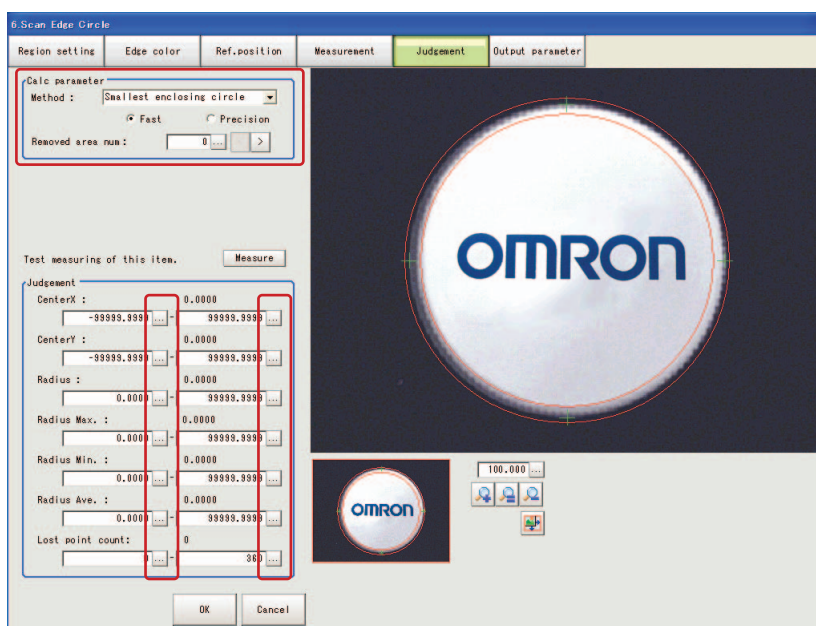 6.Scan Edge Circle
Region setting Edge color Ref.position Measurement Judgement Output parameter
Calc parameter
Method : Smallest enclosing circle
Fast Precision
Removed area num: 0 ... >
OMRON
Test measuring of this item. Measure
Judgement
CenterX : 0.0000
-99999.9999 ... - 99999.9999 ...
CenterY : 0.0000
-99999.9999 ... - 99999.9999 ...
Radius : 0.0000
0.0000 ... - 99999.9999 ...
Radius Max. : 0.0000
0.0000 ... - 99999.9999 ...
Radius Min. : 0.0000
0.0000 ... - 99999.9999 ...
Radius Ave. : 0.0000
0.0000 ... - 99999.9999 ...
Lost point count: 0
0 ... - 360 ...
100.000 ...
OMRON
OK Cancel